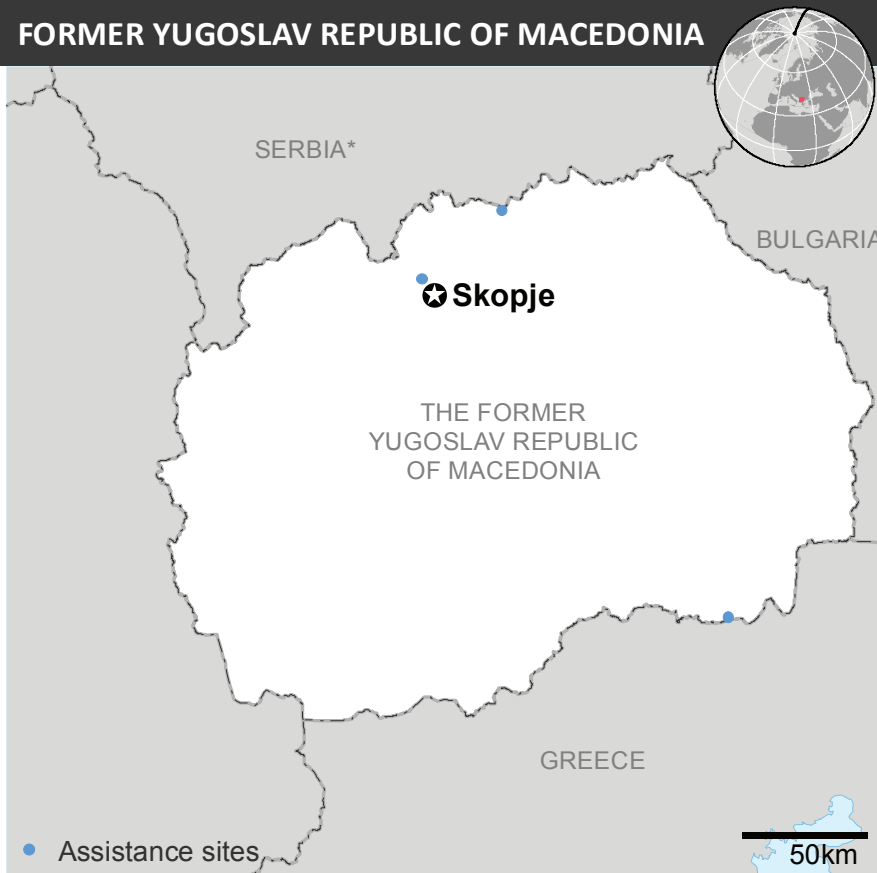 FORMER YUGOSLAV REPUBLIC OF MACEDONIA
SERBIA*
BULGARIA
Skopje
THE FORMER
YUGOSLAV REPUBLIC
OF MACEDONIA
GREECE
Assistance sites
50km